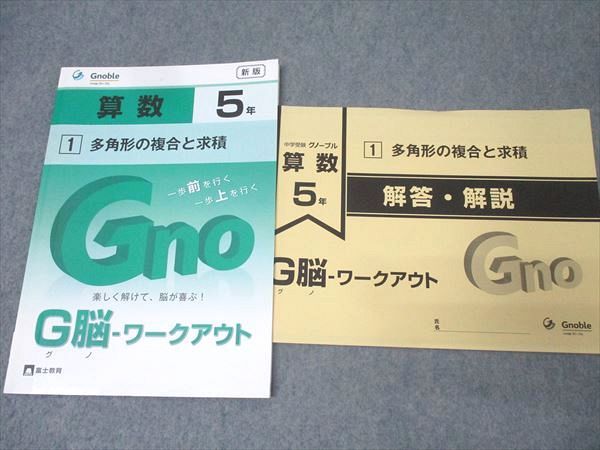 Gnoble
新版
算数 5年
1 多角形の複合と求積
一歩前を行く
一歩上を行く
Gno
楽しく解けて、脳が喜ぶ!
G脳-ワークアウト
グノ
富士教育
中学受験 グノーブル
算数
5年
1 多角形の複合と求積
解答・解説
Gno
G脳-ワークアウト
グノ
氏名
Gnoble